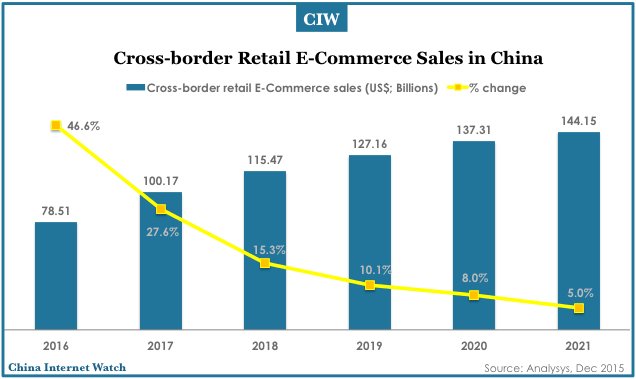 CIW
Cross-border Retail E-Commerce Sales in China
Cross-border retail E-Commerce sales (US$; Billions) % change
144.15
137.31
127.16
115.47
100.17
78.51
46.6%
27.6%
15.3%
10.1%
8.0%
5.0%
2016 2017 2018 2019 2020 2021
China Internet Watch Source: Analysys, Dec 2015